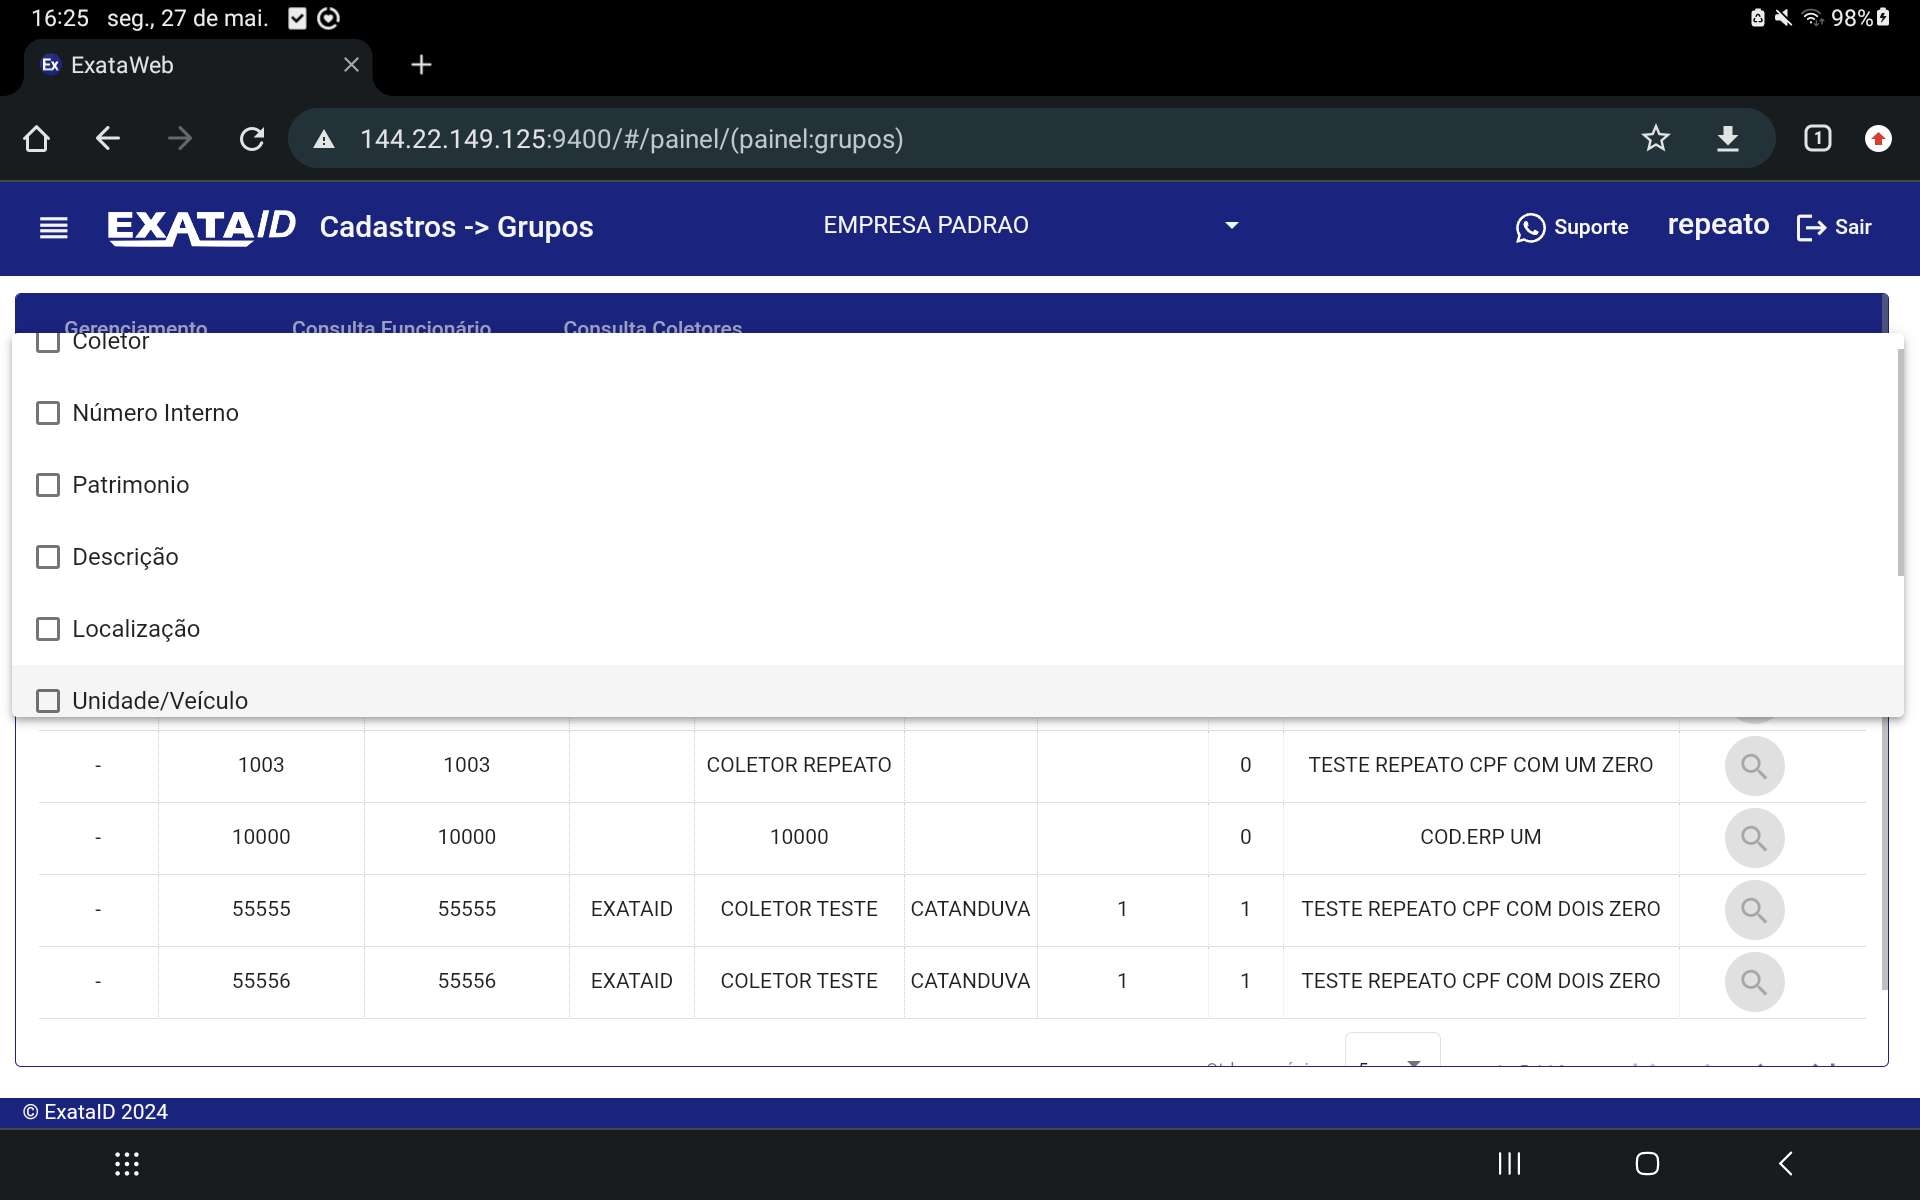 16:25 seg., 27 de mai. 98%
Ex ExataWeb
144.22.149.125:9400/#/painel/(painel:grupos) 1
EXATA/ID Cadastros -> Grupos EMPRESA PADRAO Suporte repeato Sair
Gerenciamento Consulta Funcionário Consulta Coletores
Coletor
Número Interno
Patrimonio
Descrição
Localização
Unidade/Veículo
- 1003 1003 COLETOR REPEATO 0 TESTE REPEATO CPF COM UM ZERO
- 10000 10000 10000 0 COD.ERP UM
- 55555 55555 EXATAID COLETOR TESTE CATANDUVA 1 1 TESTE REPEATO CPF COM DOIS ZERO
- 55556 55556 EXATAID COLETOR TESTE CATANDUVA 1 1 TESTE REPEATO CPF COM DOIS ZERO
© ExataID 2024